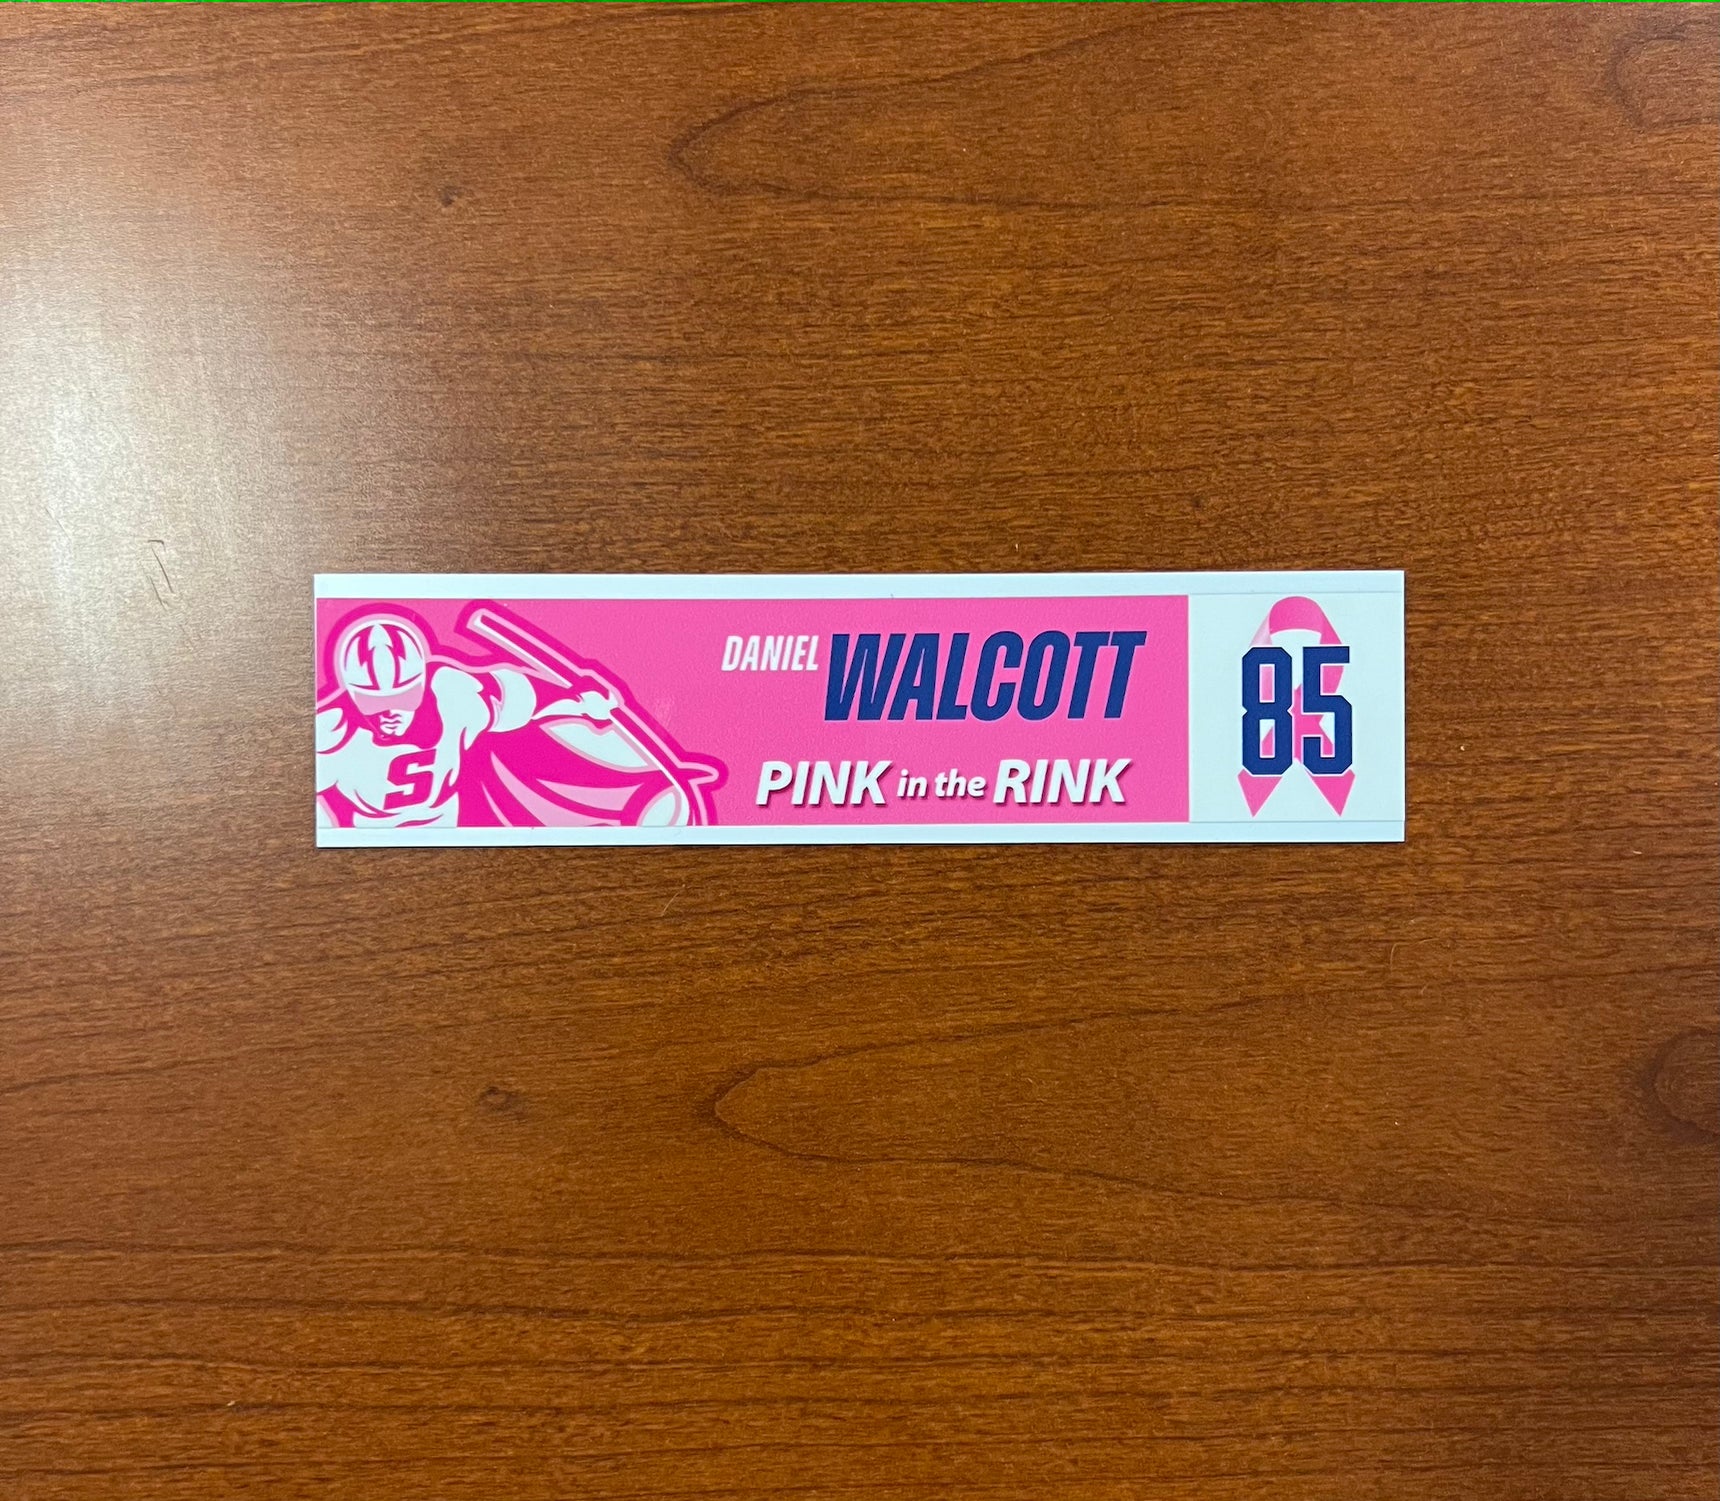 DANIEL WALCOTT
PINK in the RINK
85
S